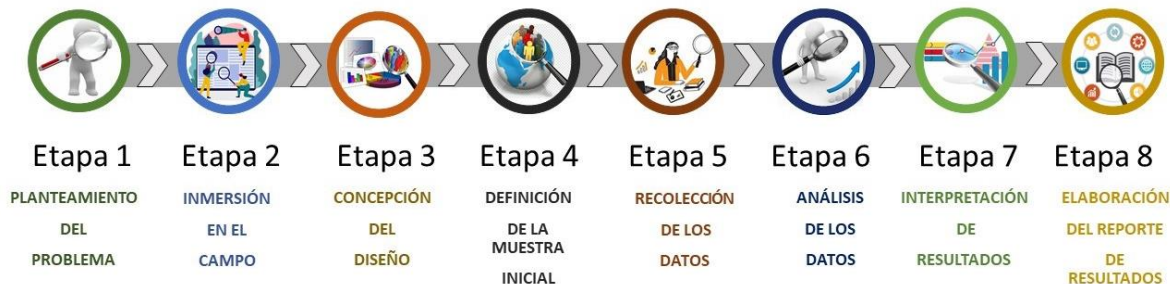 Etapa 1
PLANTEAMIENTO
DEL
PROBLEMA
Etapa 2
INMERSIÓN
EN EL
CAMPO
Etapa 3
CONCEPCIÓN
DEL
DISEÑO
Etapa 4
DEFINICIÓN
DE LA
MUESTRA
INICIAL
Etapa 5
RECOLECCIÓN
DE LOS
DATOS
Etapa 6
ANÁLISIS
DE LOS
DATOS
Etapa 7
INTERPRETACIÓN
DE
RESULTADOS
Etapa 8
ELABORACIÓN
DEL REPORTE
DE
RESULTADOS